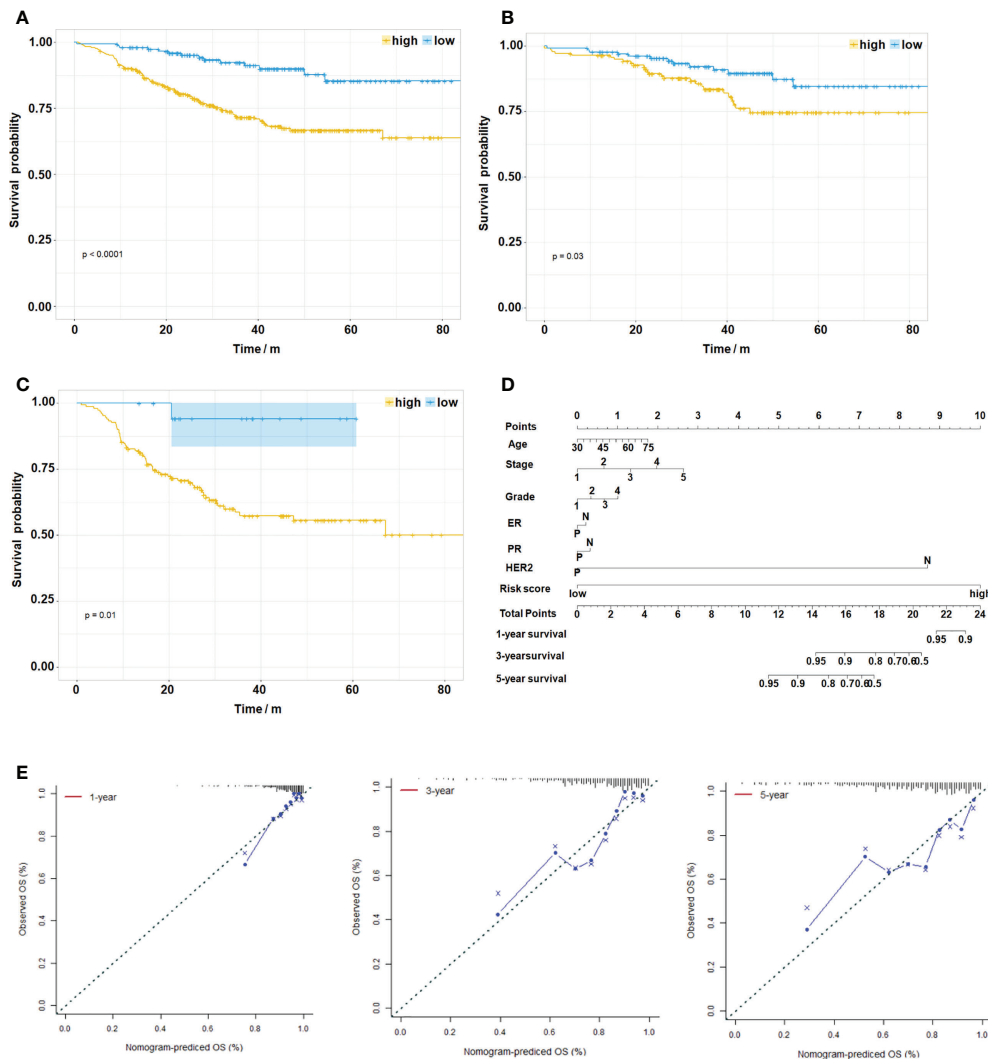 A
high low
1.00
0.75
0.50
0.25
0.00
Survival probability
p < 0.0001
0 20 40 60 80
Time / m
B
high low
1.00
0.75
0.50
0.25
0.00
Survival probability
p = 0.03
0 20 40 60 80
Time / m
C
high low
1.00
0.75
0.50
0.25
0.00
Survival probability
p = 0.01
0 20 40 60 80
Time / m
D
Points 0 1 2 3 4 5 6 7 8 9 10
Age 30 45 60 75
Stage 1 2 3 4 5
Grade 1 2 3 4
ER P N
PR P N
HER2 P N
Risk score low high
Total Points 0 2 4 6 8 10 12 14 16 18 20 22 24
1-year survival 0.95 0.9
3-yearsurvival 0.95 0.9 0.8 0.7 0.6 0.5
5-year survival 0.95 0.9 0.8 0.7 0.6 0.5
E
1-year
1.0
0.8
0.6
0.4
0.2
0.0
Observed OS (%)
0.0 0.2 0.4 0.6 0.8 1.0
Nomogram-prediced OS (%)
3-year
1.0
0.8
0.6
0.4
0.2
0.0
Observed OS (%)
0.0 0.2 0.4 0.6 0.8 1.0
Nomogram-prediced OS (%)
5-year
1.0
0.8
0.6
0.4
0.2
0.0
Observed OS (%)
0.0 0.2 0.4 0.6 0.8 1.0
Nomogram-prediced OS (%)